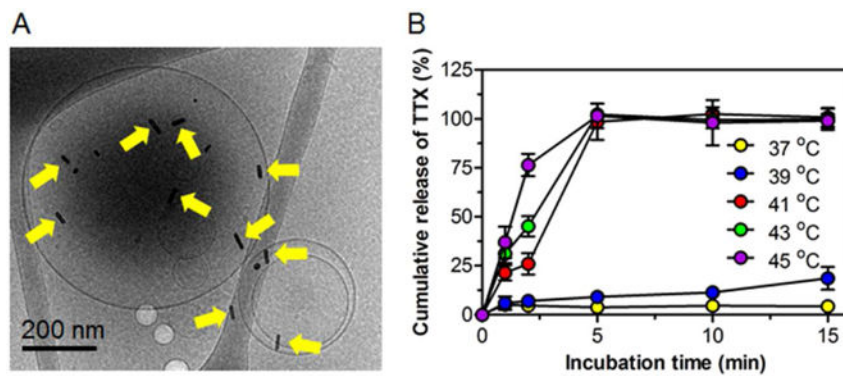 A
200 nm
B
Cumulative release of TTX (%)
125
100
75
50
25
0
0
5
10
15
Incubation time (min)
37 °C
39 °C
41 °C
43 °C
45 °C